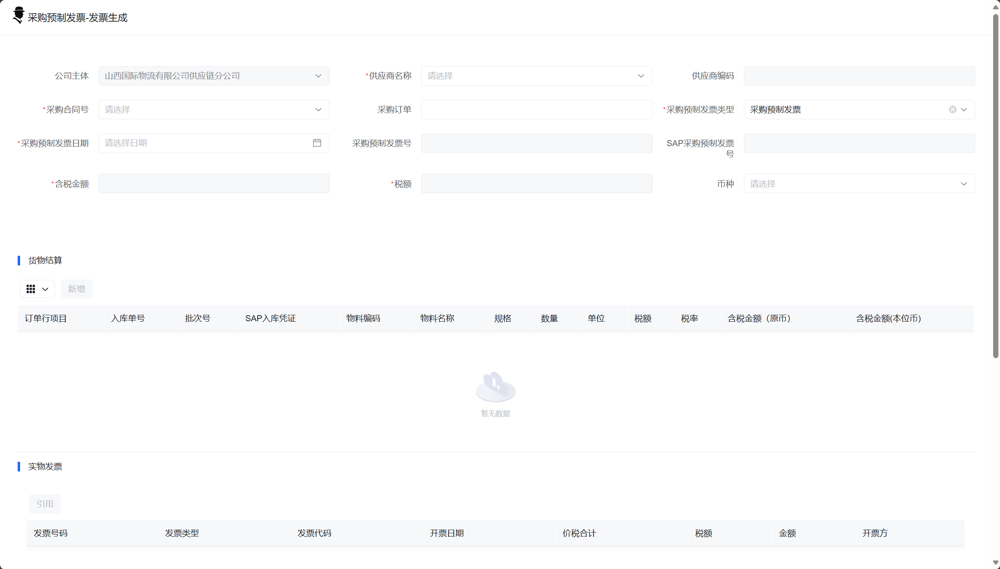 采购预制发票-发票生成
公司主体 山西国际物流有限公司供应链分公司 *供应商名称 请选择 供应商编码
*采购合同号 请选择 采购订单 *采购预制发票类型 采购预制发票
*采购预制发票日期 请选择日期 采购预制发票号 SAP采购预制发票
号
*含税金额 *税额 币种 请选择
货物结算
新增
订单行项目 入库单号 批次号 SAP入库凭证 物料编码 物料名称 规格 数量 单位 税额 税率 含税金额（原币） 含税金额(本位币)
暂无数据
实物发票
引用
发票号码 发票类型 发票代码 开票日期 价税合计 税额 金额 开票方